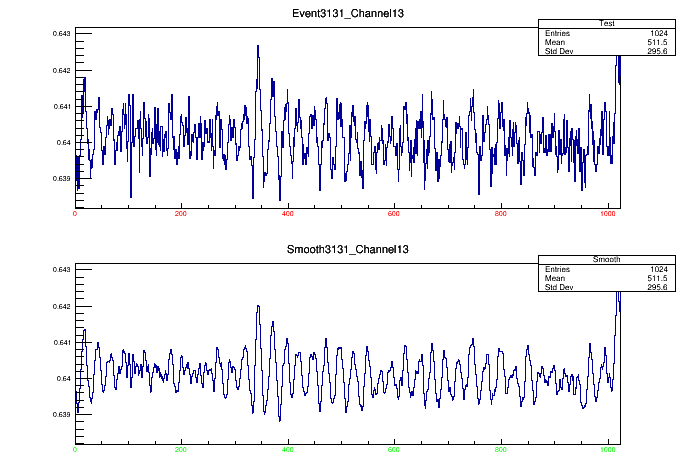 Event3131_Channel13
Test
Entries 1024
Mean 511.5
Std Dev 295.6
0.643
0.642
0.641
0.64
0.639
0 200 400 600 800 1000
Smooth3131_Channel13
Smooth
Entries 1024
Mean 511.5
Std Dev 295.6
0.643
0.642
0.641
0.64
0.639
0 200 400 600 800 1000